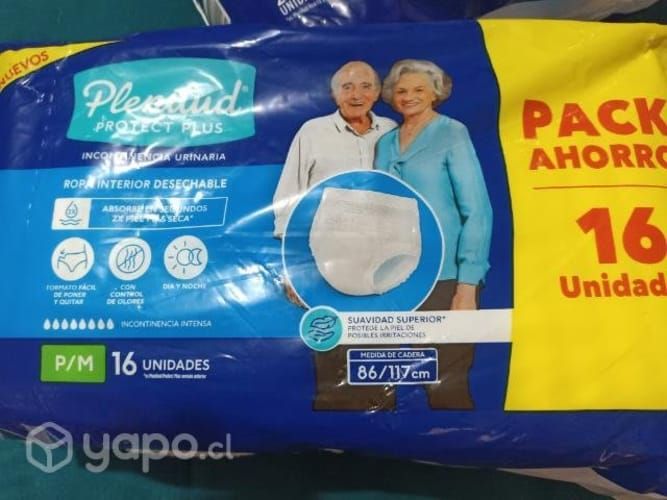 NUEVOS
Plenitud
PROTECT PLUS
INCONTINENCIA URINARIA
ROPA INTERIOR DESECHABLE
2X
ABSORBE EN SEGUNDOS
2X PIEL MÁS SECA*
FORMATO FÁCIL
DE PONER
Y QUITAR
CON
CONTROL
DE OLORES
DIA Y NOCHE
INCONTINENCIA INTENSA
P/M
16 UNIDADES
SUAVIDAD SUPERIOR*
PROTEGE LA PIEL DE
POSIBLES IRRITACIONES
MEDIDA DE CADERA
86/117cm
PACK
AHORRO
16
Unidad
yapo.cl